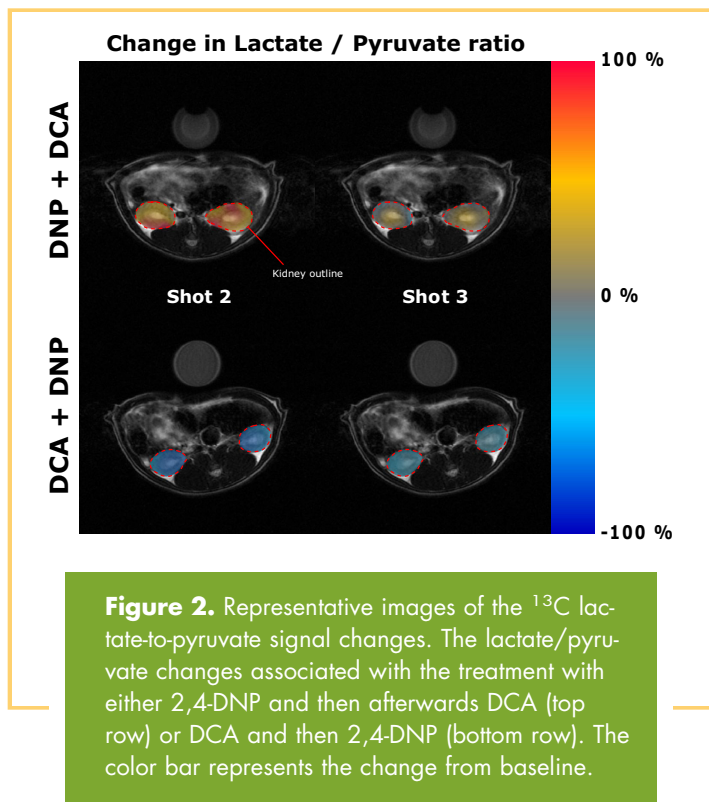 Change in Lactate / Pyruvate ratio
100 %
DNP + DCA
Kidney outline
Shot 2
Shot 3
0 %
DCA + DNP
-100 %
Figure 2. Representative images of the ¹³C lac-
tate-to-pyruvate signal changes. The lactate/pyru-
vate changes associated with the treatment with
either 2,4-DNP and then afterwards DCA (top
row) or DCA and then 2,4-DNP (bottom row). The
color bar represents the change from baseline.